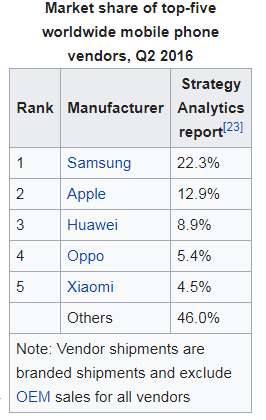 Market share of top-five
worldwide mobile phone
vendors, Q2 2016
Rank Manufacturer Strategy
Analytics
report[23]
1 Samsung 22.3%
2 Apple 12.9%
3 Huawei 8.9%
4 Oppo 5.4%
5 Xiaomi 4.5%
Others 46.0%
Note: Vendor shipments are
branded shipments and exclude
OEM sales for all vendors